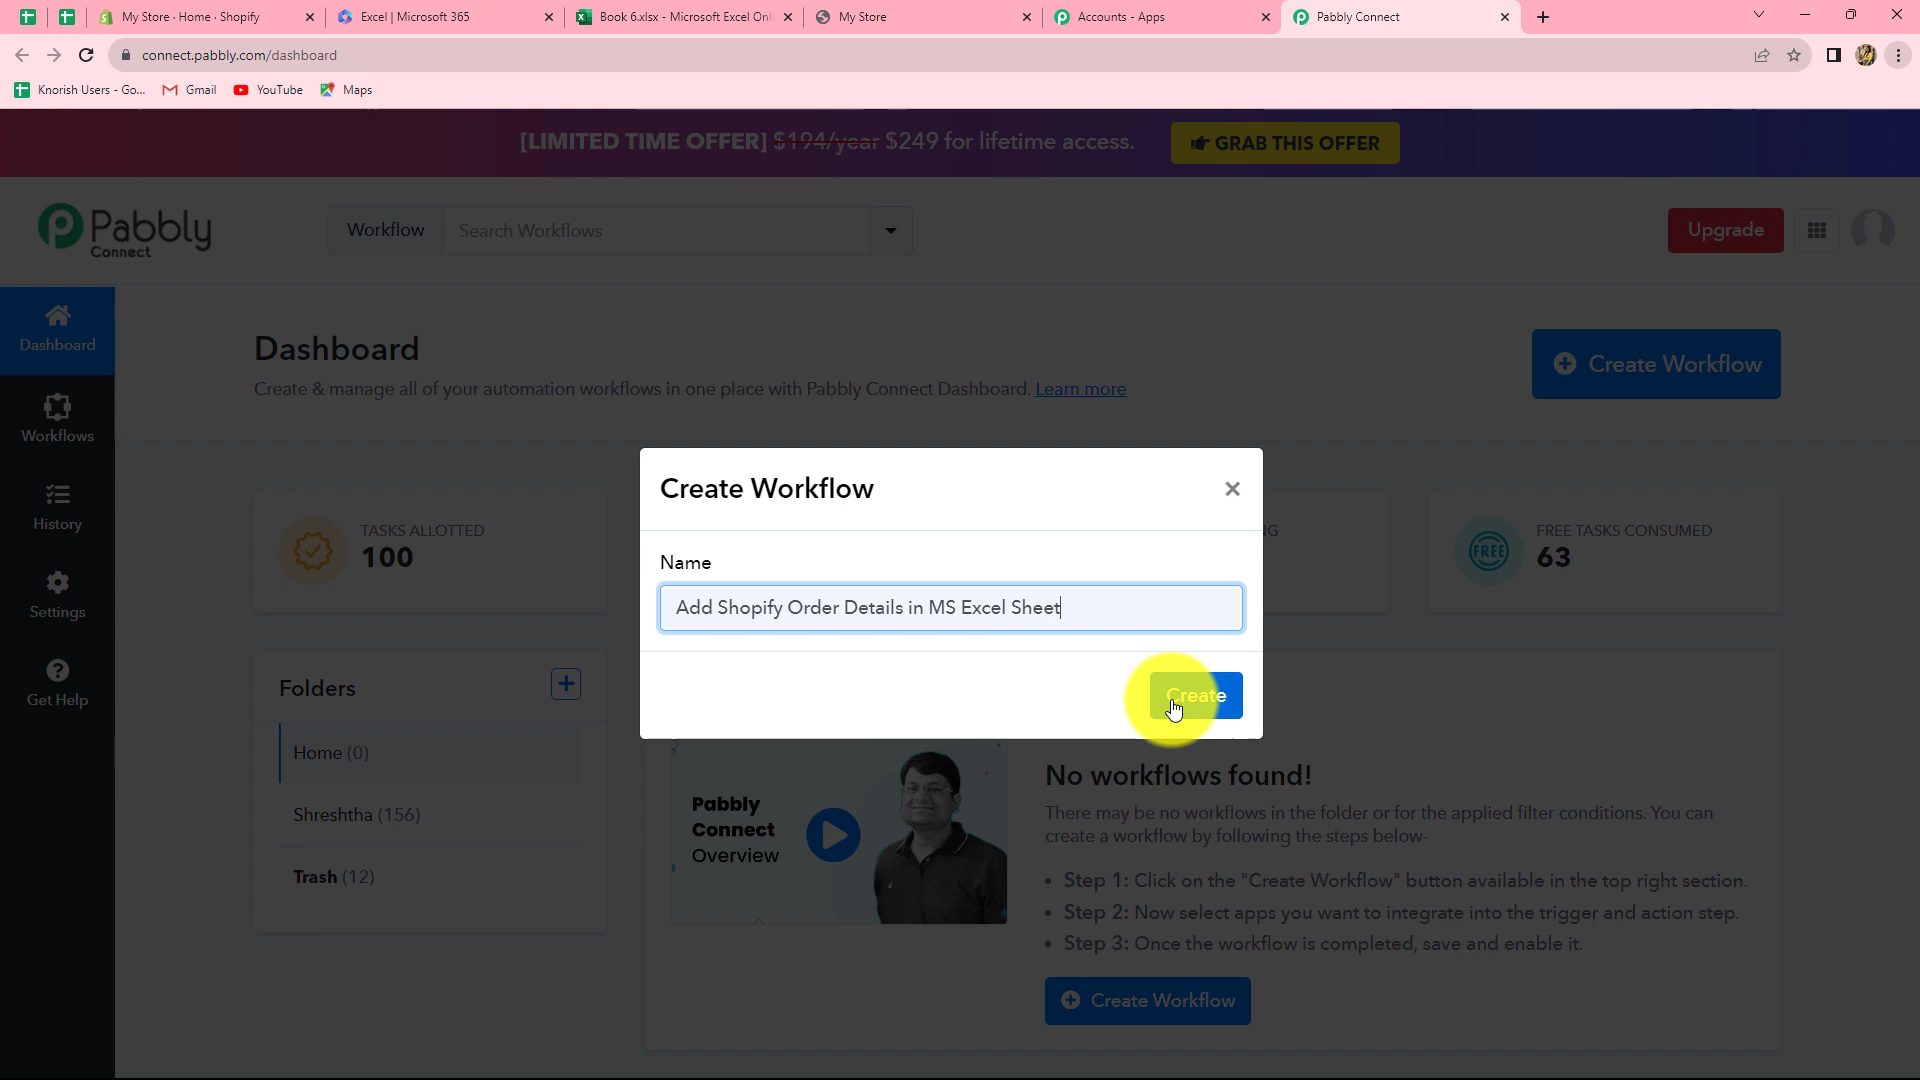 My Store · Home · Shopify
Excel | Microsoft 365
Book 6.xlsx - Microsoft Excel Onl
My Store
Accounts - Apps
Pabbly Connect
connect.pabbly.com/dashboard
Knorish Users - Go...
Gmail
YouTube
Maps
[LIMITED TIME OFFER] $194/year $249 for lifetime access.
GRAB THIS OFFER
Pabbly
Connect
Workflow
Search Workflows
Upgrade
Dashboard
Workflows
History
Settings
Get Help
Dashboard
Create & manage all of your automation workflows in one place with Pabbly Connect Dashboard. Learn more
Create Workflow
TASKS ALLOTTED
100
FREE TASKS CONSUMED
FREE
63
Create Workflow
Name
Add Shopify Order Details in MS Excel Sheet
Create
Folders
Home (0)
Shreshtha (156)
Trash (12)
Pabbly
Connect
Overview
No workflows found!
There may be no workflows in the folder or for the applied filter conditions. You can
create a workflow by following the steps below-
• Step 1: Click on the "Create Workflow" button available in the top right section.
• Step 2: Now select apps you want to integrate into the trigger and action step.
• Step 3: Once the workflow is completed, save and enable it.
Create Workflow